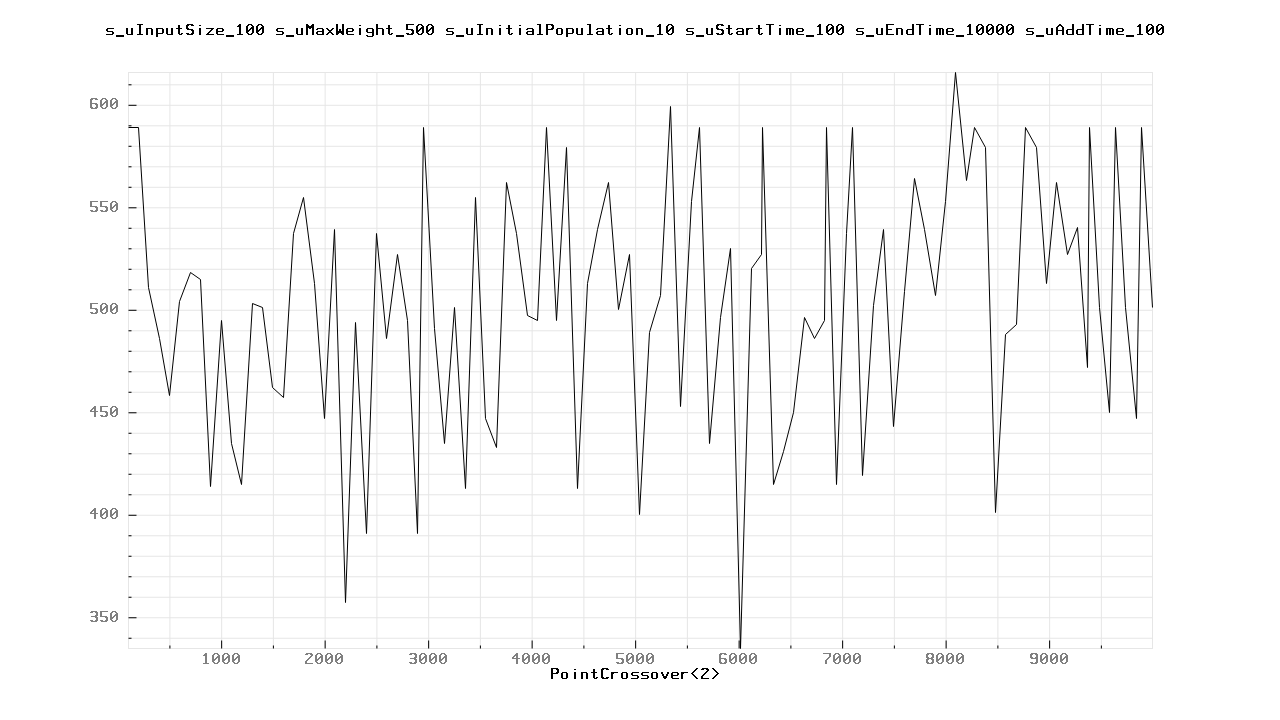 s_uInputSize_100 s_uMaxWeight_500 s_uInitialPopulation_10 s_uStartTime_100 s_uEndTime_10000 s_uAddTime_100
600
550
500
450
400
350
1000 2000 3000 4000 5000 6000 7000 8000 9000
PointCrossover<2>